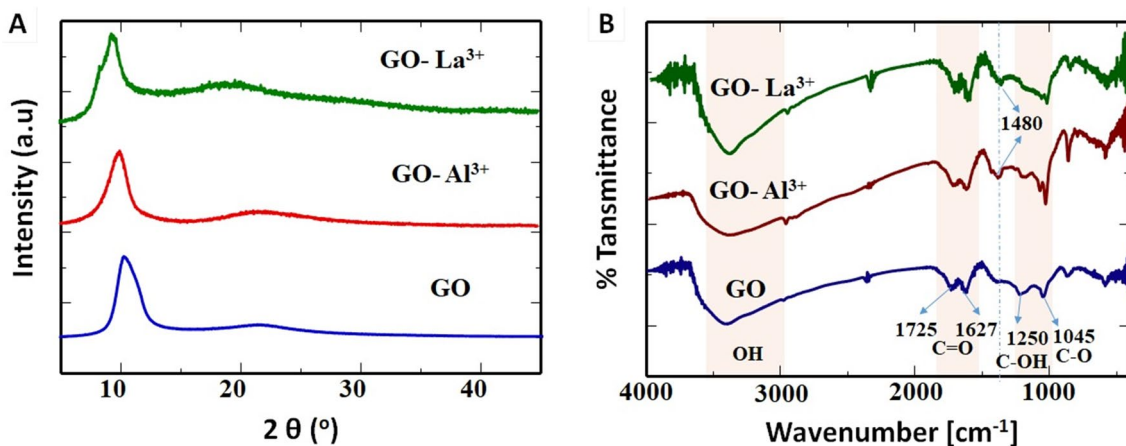 A
Intensity (a.u)
GO- La³⁺
GO- Al³⁺
GO
10 20 30 40
2 θ (°)
B
% Tansmittance
GO- La³⁺
1480
GO- Al³⁺
GO
1725 1627 1250 1045
C=O C-OH C-O
OH
4000 3000 2000 1000
Wavenumber [cm⁻¹]